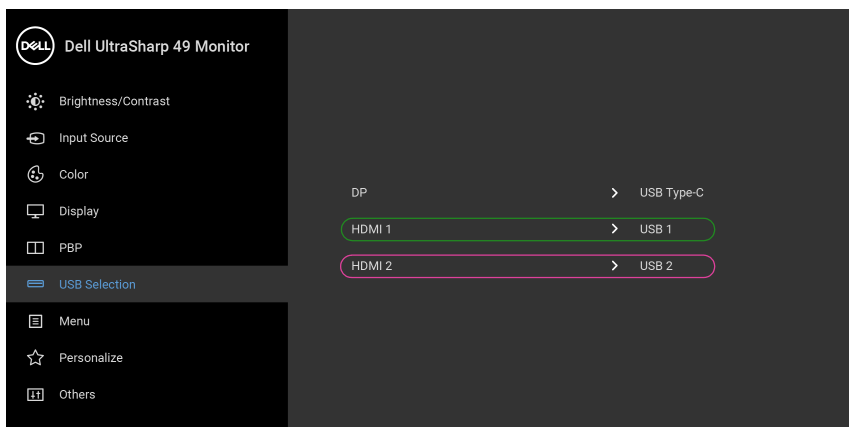 DELL
Dell UltraSharp 49 Monitor
Brightness/Contrast
Input Source
Color
Display
PBP
USB Selection
Menu
Personalize
Others
DP USB Type-C
HDMI 1 USB 1
HDMI 2 USB 2